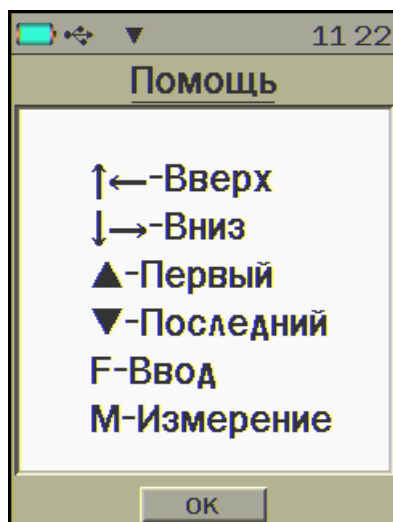 11 22
Помощь
↑←-Вверх
↓→-Вниз
▲-Первый
▼-Последний
F-Ввод
M-Измерение
OK